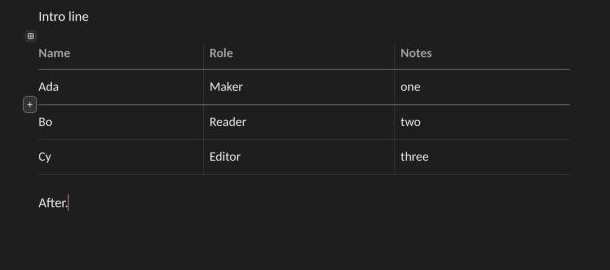 Intro line
Name Role Notes
Ada Maker one
Bo Reader two
Cy Editor three
After.